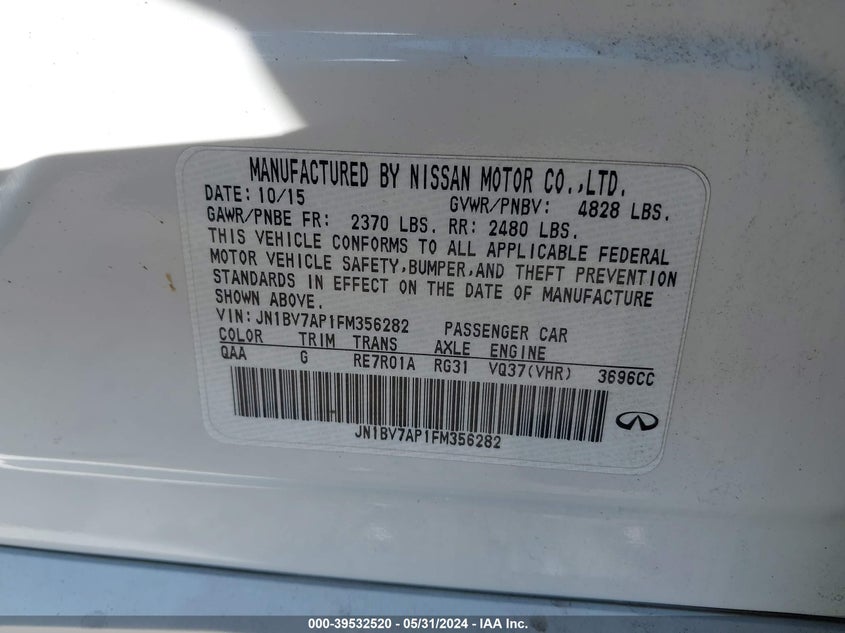 MANUFACTURED BY NISSAN MOTOR CO.,LTD.
DATE: 10/15 GVWR/PNBV: 4828 LBS.
GAWR/PNBE FR: 2370 LBS. RR: 2480 LBS.
THIS VEHICLE CONFORMS TO ALL APPLICABLE FEDERAL
MOTOR VEHICLE SAFETY,BUMPER,AND THEFT PREVENTION
STANDARDS IN EFFECT ON THE DATE OF MANUFACTURE
SHOWN ABOVE.
VIN: JN1BV7AP1FM356282 PASSENGER CAR
COLOR TRIM TRANS AXLE ENGINE
QAA G RE7R01A RG31 VQ37(VHR) 3696CC
JN1BV7AP1FM356282
000-39532520 - 05/31/2024 - IAA Inc.